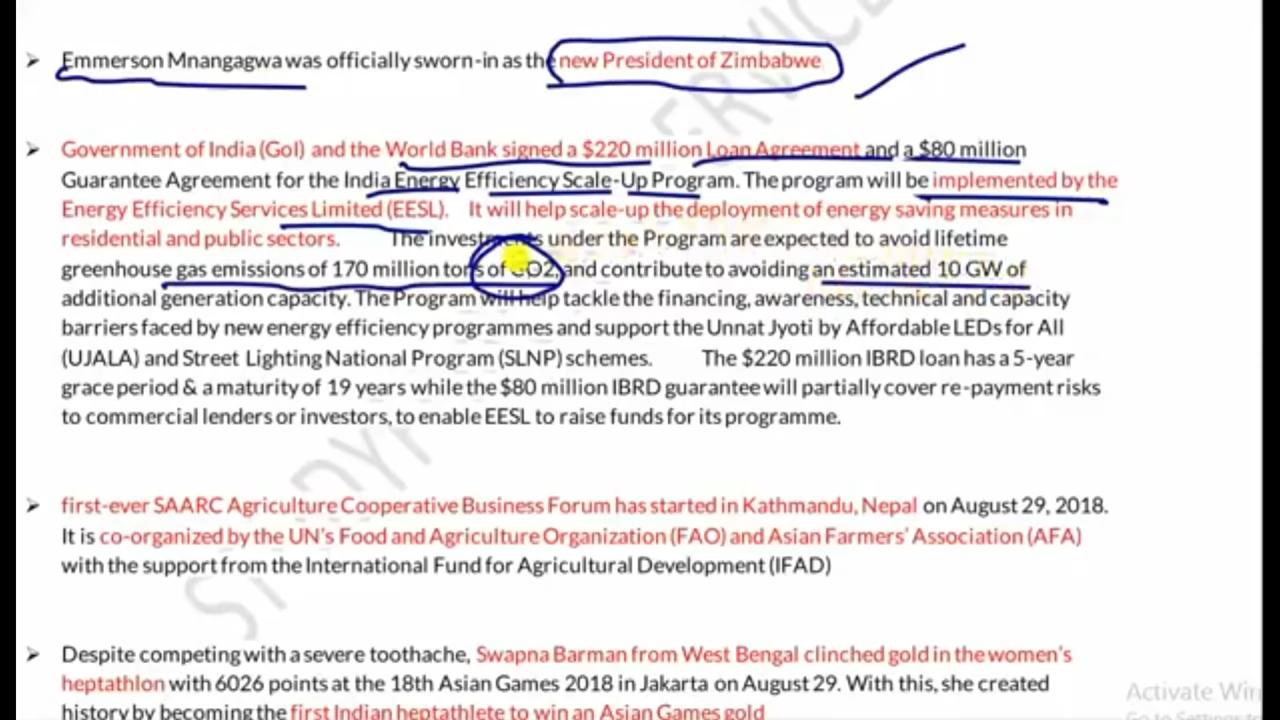 Emmerson Mnangagwa was officially sworn-in as the new President of Zimbabwe
Government of India (GoI) and the World Bank signed a $220 million Loan Agreement and a $80 million
Guarantee Agreement for the India Energy Efficiency Scale-Up Program. The program will be implemented by the
Energy Efficiency Services Limited (EESL). It will help scale-up the deployment of energy saving measures in
residential and public sectors. The investments under the Program are expected to avoid lifetime
greenhouse gas emissions of 170 million tons of CO2, and contribute to avoiding an estimated 10 GW of
additional generation capacity. The Program will help tackle the financing, awareness, technical and capacity
barriers faced by new energy efficiency programmes and support the Unnat Jyoti by Affordable LEDs for All
(UJALA) and Street Lighting National Program (SLNP) schemes. The $220 million IBRD loan has a 5-year
grace period & a maturity of 19 years while the $80 million IBRD guarantee will partially cover re-payment risks
to commercial lenders or investors, to enable EESL to raise funds for its programme.
first-ever SAARC Agriculture Cooperative Business Forum has started in Kathmandu, Nepal on August 29, 2018.
It is co-organized by the UN's Food and Agriculture Organization (FAO) and Asian Farmers' Association (AFA)
with the support from the International Fund for Agricultural Development (IFAD)
Despite competing with a severe toothache, Swapna Barman from West Bengal clinched gold in the women's
heptathlon with 6026 points at the 18th Asian Games 2018 in Jakarta on August 29. With this, she created
history by becoming the first Indian heptathlete to win an Asian Games gold
Activate Win
Go to Settings to